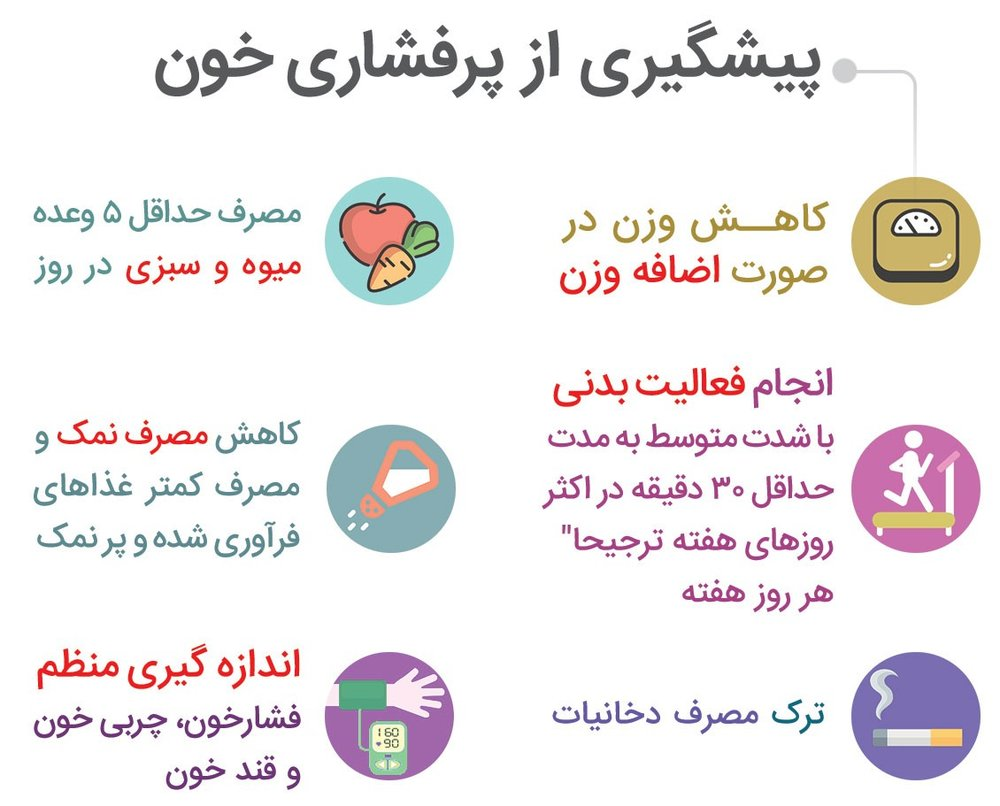 پیشگیری از پرفشاری خون
کاهش وزن در
صورت اضافه وزن
مصرف حداقل ۵ وعده
میوه و سبزی در روز
انجام فعالیت بدنی
با شدت متوسط به مدت
حداقل ۳۰ دقیقه در اکثر
روزهای هفته ترجیحا"
هر روز هفته
کاهش مصرف نمک و
مصرف کمتر غذاهای
فرآوری شده و پر نمک
ترک مصرف دخانیات
اندازه گیری منظم
فشارخون، چربی خون
و قند خون
160
90